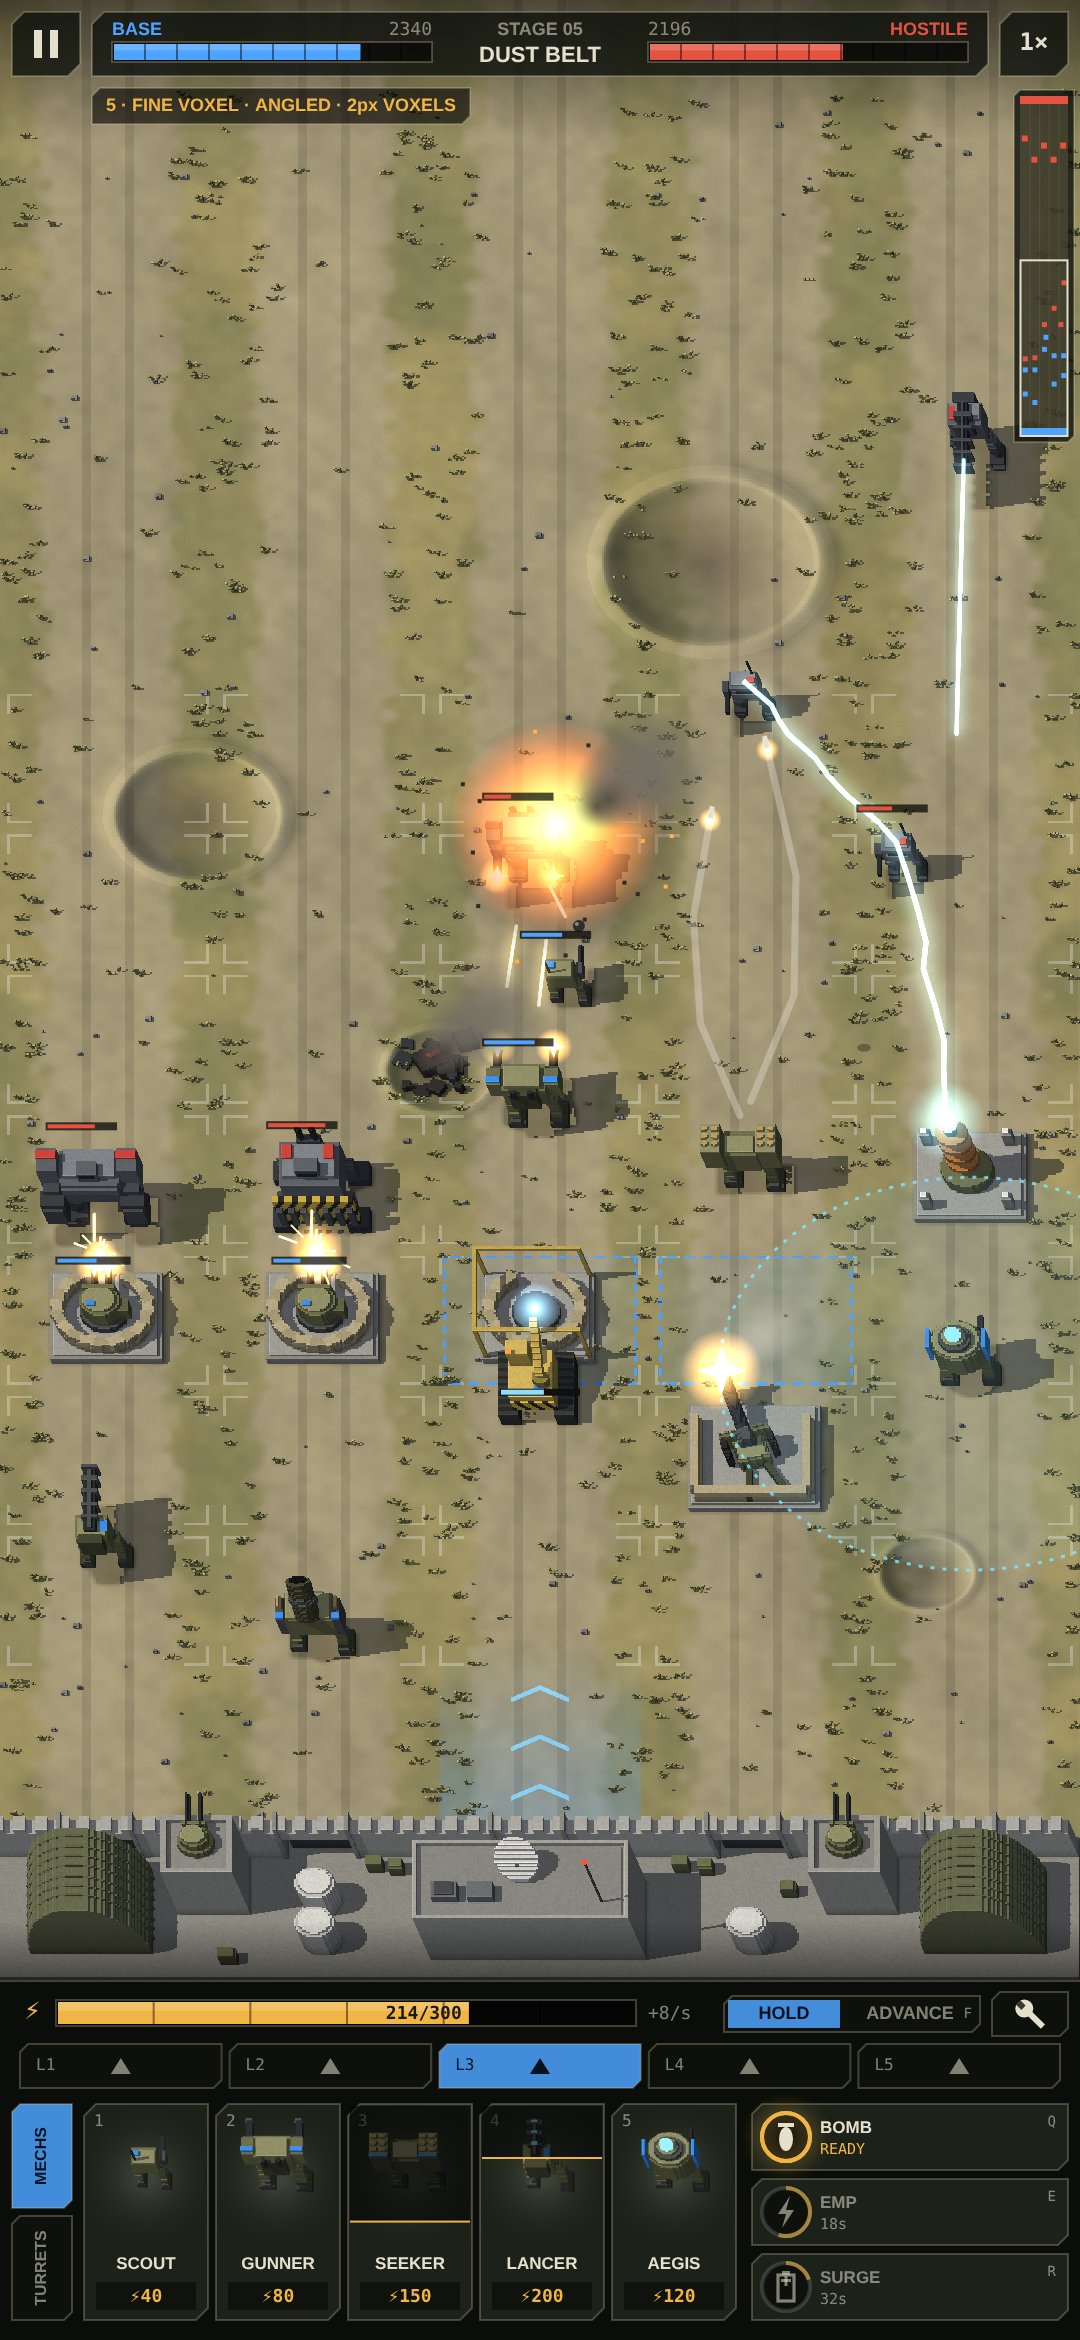 BASE 2340 STAGE 05 2196 HOSTILE
DUST BELT
1×
5 · FINE VOXEL · ANGLED · 2px VOXELS
214/300 +8/s HOLD ADVANCE F
L1 L2 L3 L4 L5
MECHS
TURRETS
1 2 3 4 5
SCOUT GUNNER SEEKER LANCER AEGIS
⚡40 ⚡80 ⚡150 ⚡200 ⚡120
BOMB Q
READY
EMP E
18s
SURGE R
32s